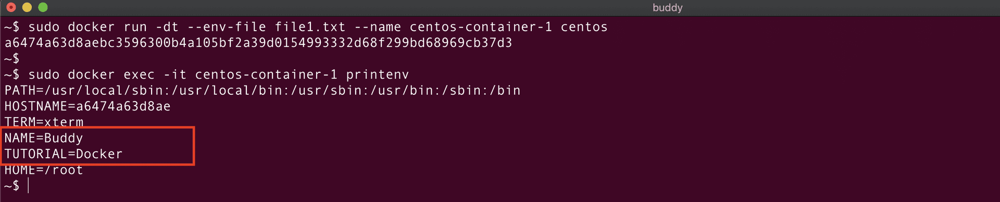 buddy
~$ sudo docker run -dt --env-file file1.txt --name centos-container-1 centos
a6474a63d8aebc3596300b4a105bf2a39d0154993332d68f299bd68969cb37d3
~$
~$ sudo docker exec -it centos-container-1 printenv
PATH=/usr/local/sbin:/usr/local/bin:/usr/sbin:/usr/bin:/sbin:/bin
HOSTNAME=a6474a63d8ae
TERM=xterm
NAME=Buddy
TUTORIAL=Docker
HOME=/root
~$